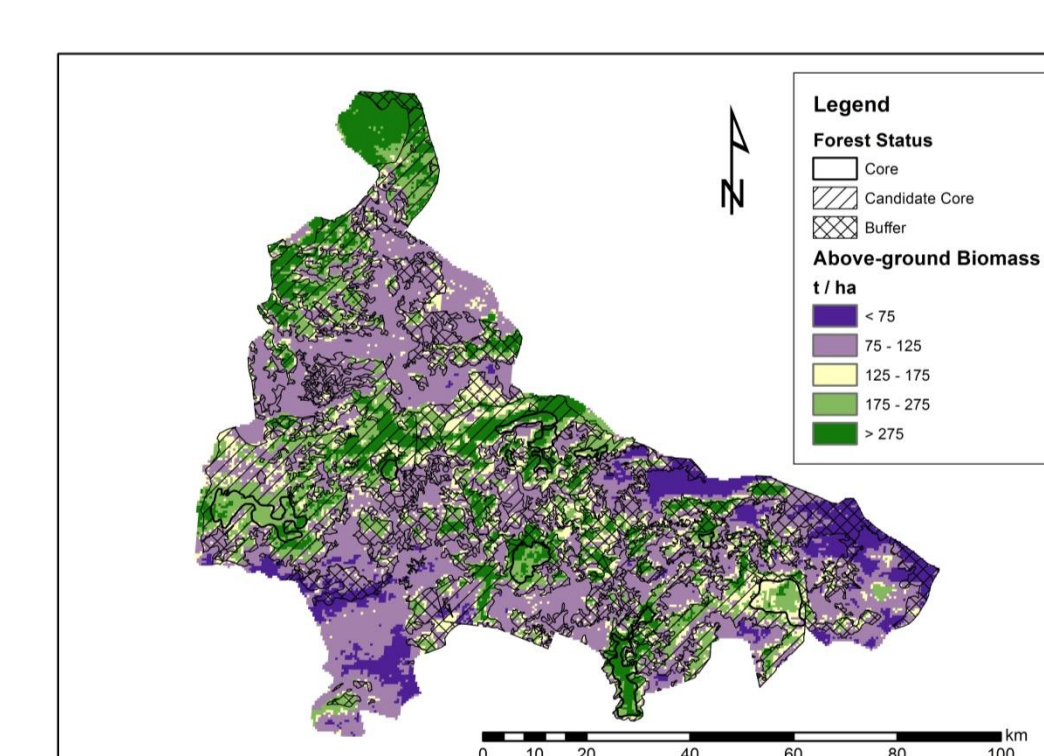 N
Legend
Forest Status
Core
Candidate Core
Buffer
Above-ground Biomass
t / ha
< 75
75 - 125
125 - 175
175 - 275
> 275
km
0 10 20 40 60 80 100